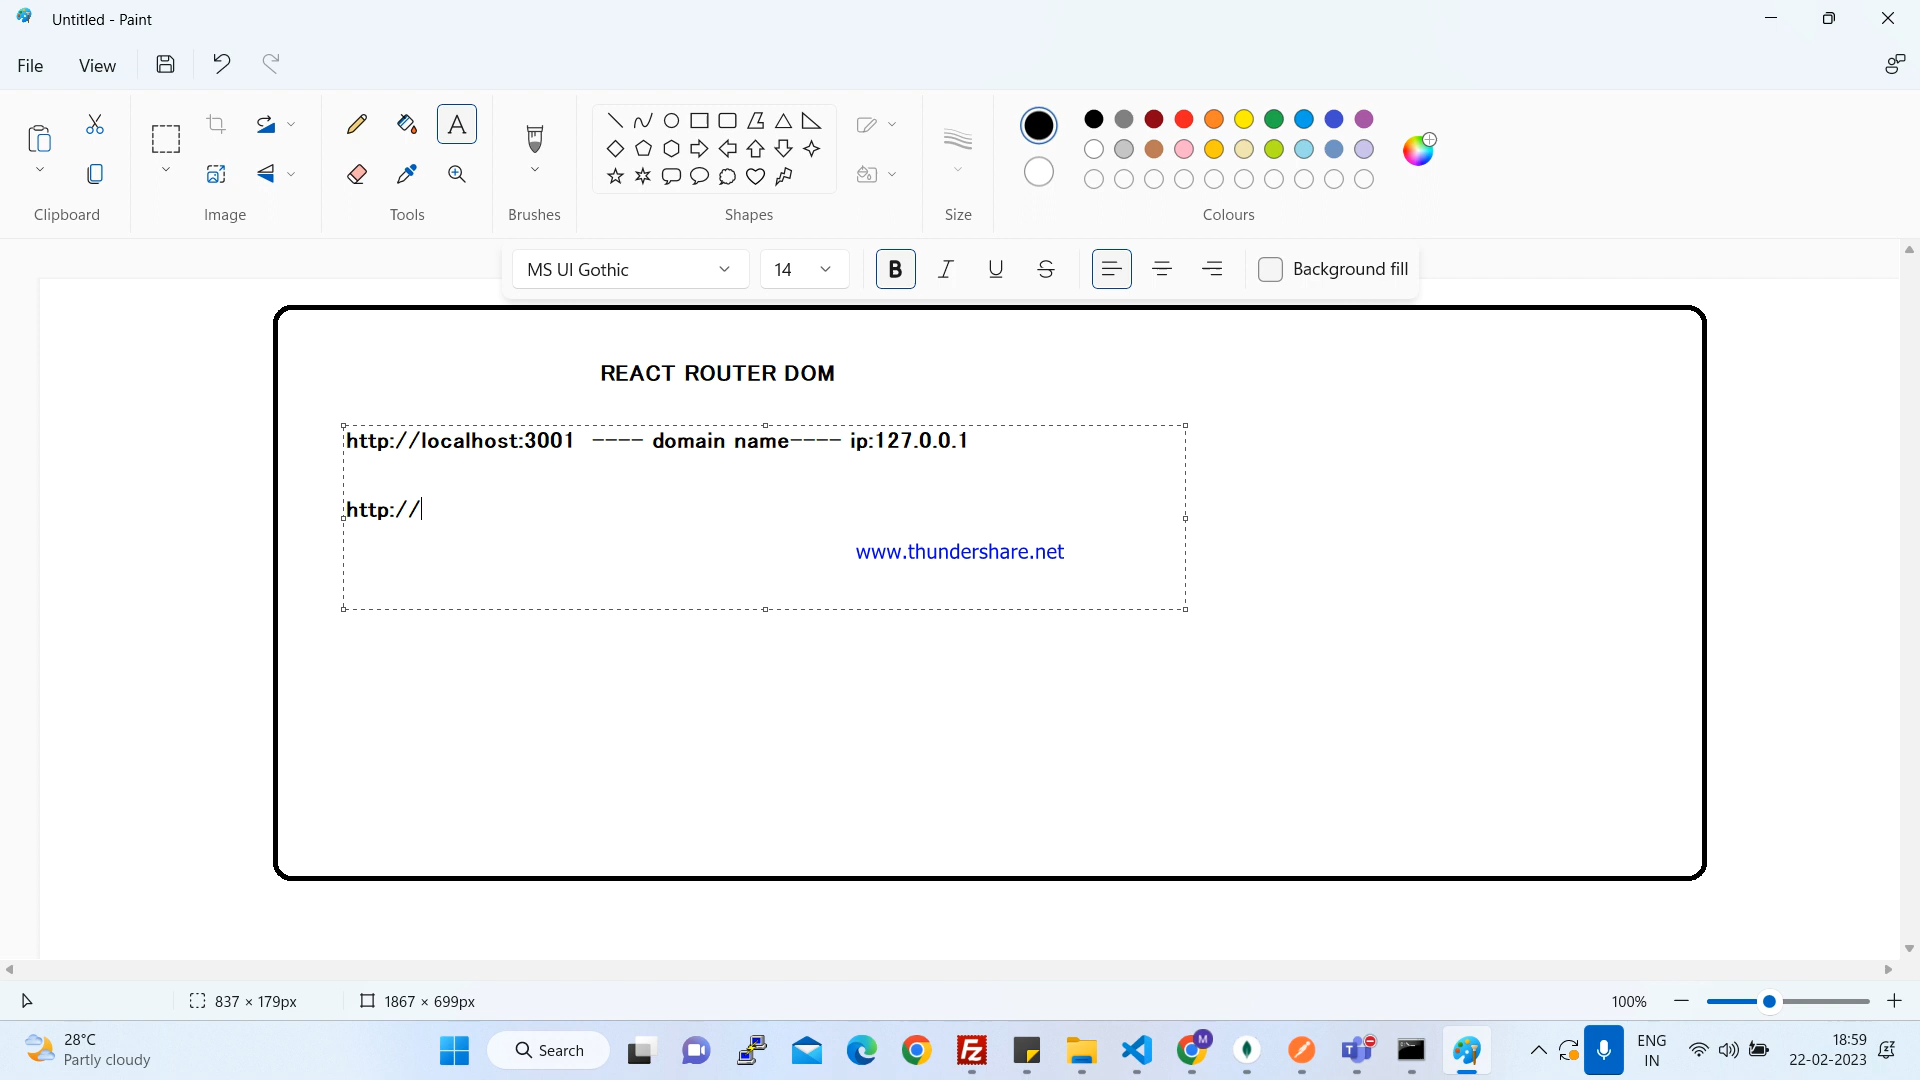 Untitled - Paint
File View
Clipboard
Image
Tools
Brushes
Shapes
Size
Colours
MS UI Gothic 14 B I U S Background fill
REACT ROUTER DOM
http://localhost:3001 ---- domain name---- ip:127.0.0.1
http://
www.thundershare.net
837 × 179px 1867 × 699px 100%
28°C
Partly cloudy
Search
M
ENG
IN
18:59
22-02-2023